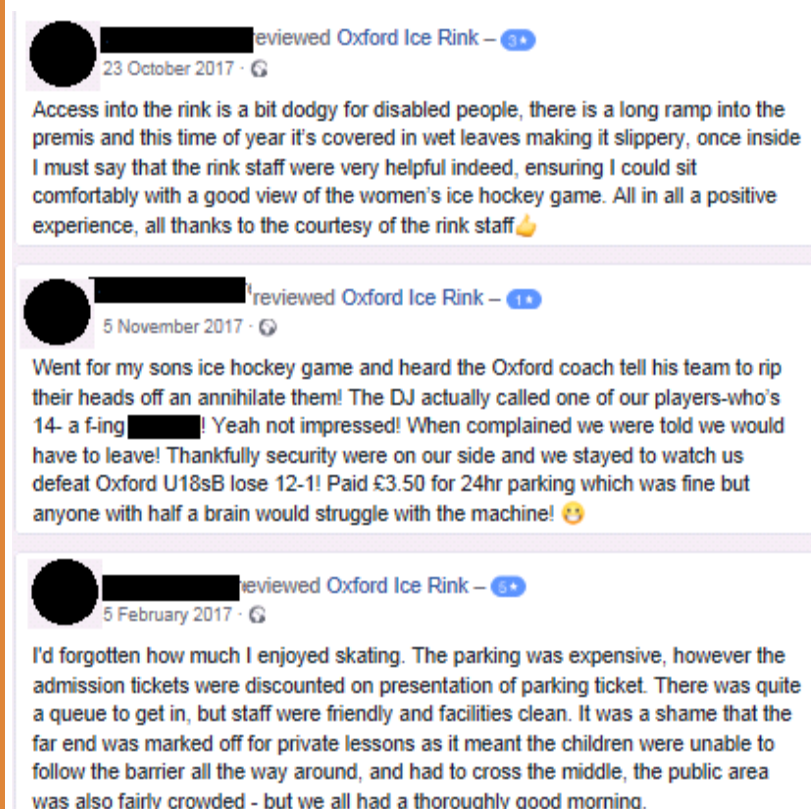 reviewed Oxford Ice Rink – 3★
23 October 2017 ·
Access into the rink is a bit dodgy for disabled people, there is a long ramp into the
premis and this time of year it's covered in wet leaves making it slippery, once inside
I must say that the rink staff were very helpful indeed, ensuring I could sit
comfortably with a good view of the women's ice hockey game. All in all a positive
experience, all thanks to the courtesy of the rink staff👍
reviewed Oxford Ice Rink – 1★
5 November 2017 ·
Went for my sons ice hockey game and heard the Oxford coach tell his team to rip
their heads off an annihilate them! The DJ actually called one of our players-who's
14- a f-ing ! Yeah not impressed! When complained we were told we would
have to leave! Thankfully security were on our side and we stayed to watch us
defeat Oxford U18sB lose 12-1! Paid £3.50 for 24hr parking which was fine but
anyone with half a brain would struggle with the machine! 😬
reviewed Oxford Ice Rink – 5★
5 February 2017 ·
I'd forgotten how much I enjoyed skating. The parking was expensive, however the
admission tickets were discounted on presentation of parking ticket. There was quite
a queue to get in, but staff were friendly and facilities clean. It was a shame that the
far end was marked off for private lessons as it meant the children were unable to
follow the barrier all the way around, and had to cross the middle, the public area
was also fairly crowded - but we all had a thoroughly good morning.